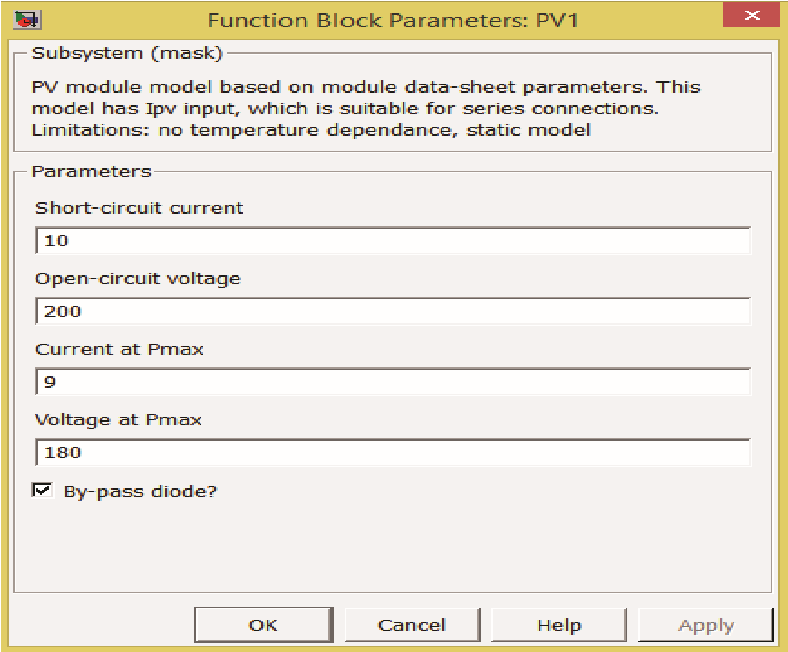 Function Block Parameters: PV1
Subsystem (mask)
PV module model based on module data-sheet parameters. This
model has Ipv input, which is suitable for series connections.
Limitations: no temperature dependance, static model
Parameters
Short-circuit current
10
Open-circuit voltage
200
Current at Pmax
9
Voltage at Pmax
180
By-pass diode?
OK Cancel Help Apply